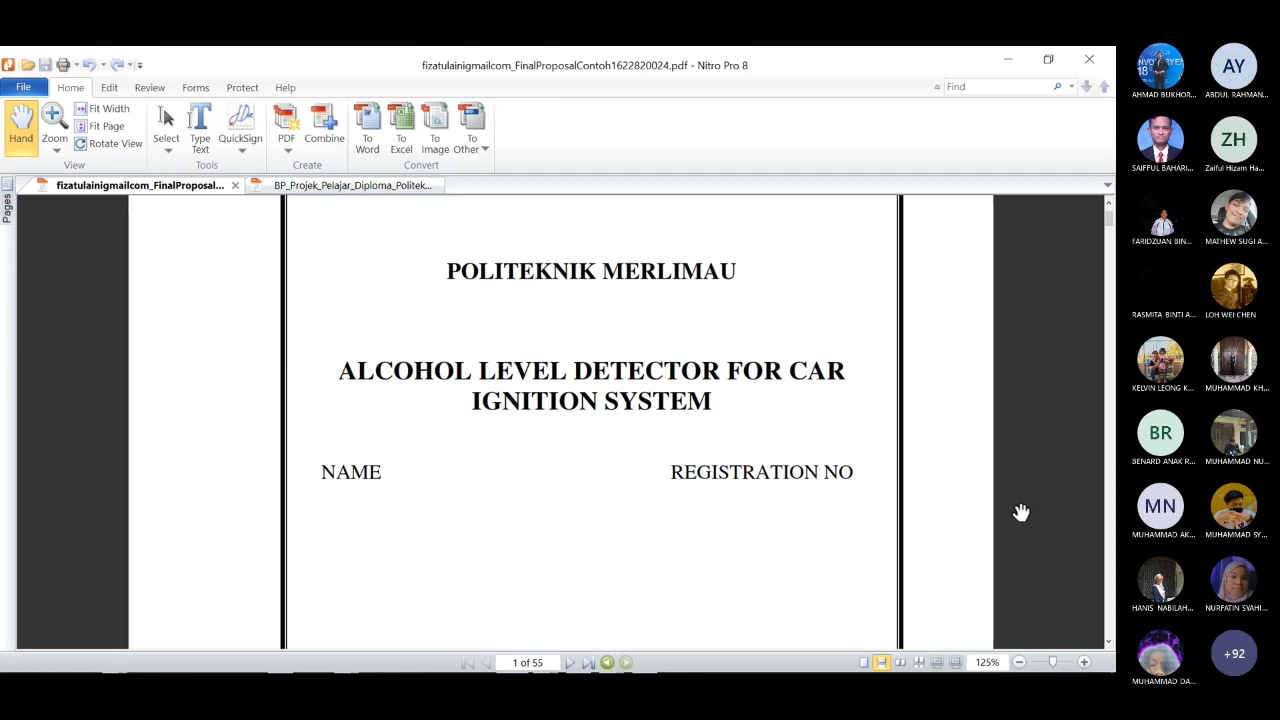 fizatulainigmailcom_FinalProposalContoh1622820024.pdf - Nitro Pro 8
File
Home
Edit
Review
Forms
Protect
Help
Find
Hand
Zoom
Fit Width
Fit Page
Rotate View
View
Select
Type Text
QuickSign
Tools
PDF
Combine
Create
To Word
To Excel
To Image
To Other
Convert
fizatulainigmailcom_FinalProposal...
BP_Projek_Pelajar_Diploma_Politek...
Pages
POLITEKNIK MERLIMAU
ALCOHOL LEVEL DETECTOR FOR CAR
IGNITION SYSTEM
NAME
REGISTRATION NO
1 of 55
125%
AHMAD BUKHOR...
AY
ABDUL RAHMAN...
SAIFFUL BAHARI...
ZH
Zaiful Hizam Ha...
FARIDZUAN BIN...
MATHEW SUGI A...
RASMITA BINTI A...
LOH WEI CHEN
KELVIN LEONG K...
MUHAMMAD KH...
BR
BENARD ANAK R...
MUHAMMAD NU...
MN
MUHAMMAD AK...
MUHAMMAD SY...
HANIS NABILAH...
NURFATIN SYAHI...
MUHAMMAD DA...
+92